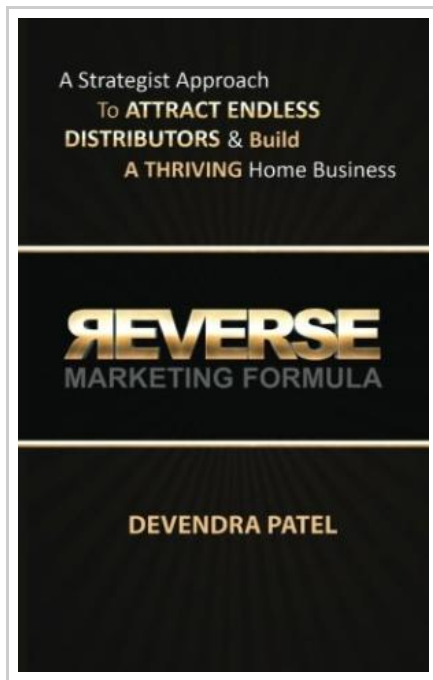 A Strategist Approach
To ATTRACT ENDLESS
DISTRIBUTORS & Build
A THRIVING Home Business
ЯEVERSE
MARKETING FORMULA
DEVENDRA PATEL